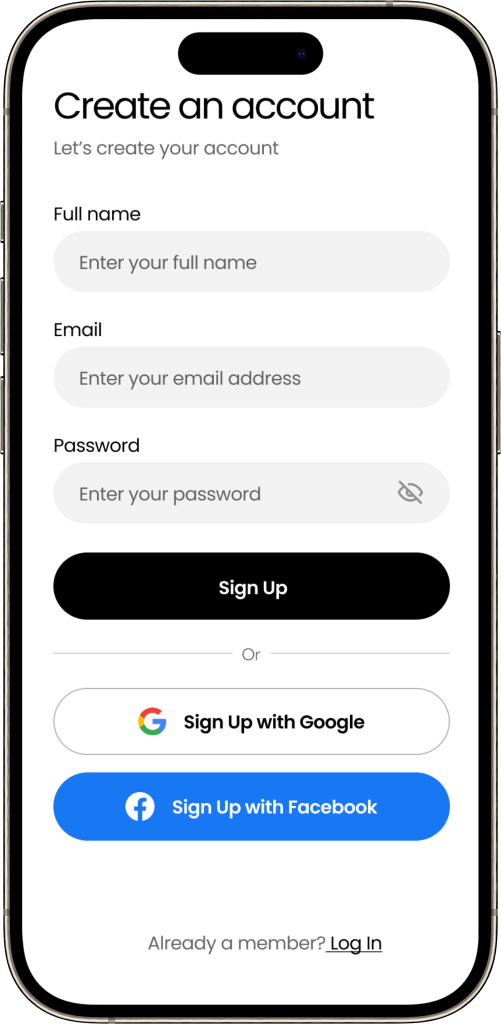 Create an account
Let's create your account
Full name
Enter your full name
Email
Enter your email address
Password
Enter your password
Sign Up
Or
Sign Up with Google
Sign Up with Facebook
Already a member? Log In